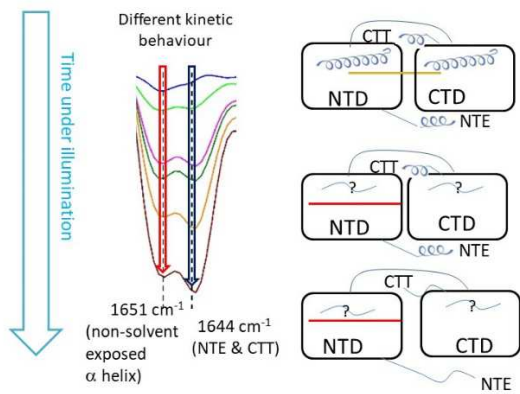 Time under illumination
Different kinetic
behaviour
1651 cm⁻¹
(non-solvent
exposed
α helix)
1644 cm⁻¹
(NTE & CTT)
CTT
NTD
CTD
NTE
CTT
?
?
NTD
CTD
NTE
CTT
?
?
NTD
CTD
NTE